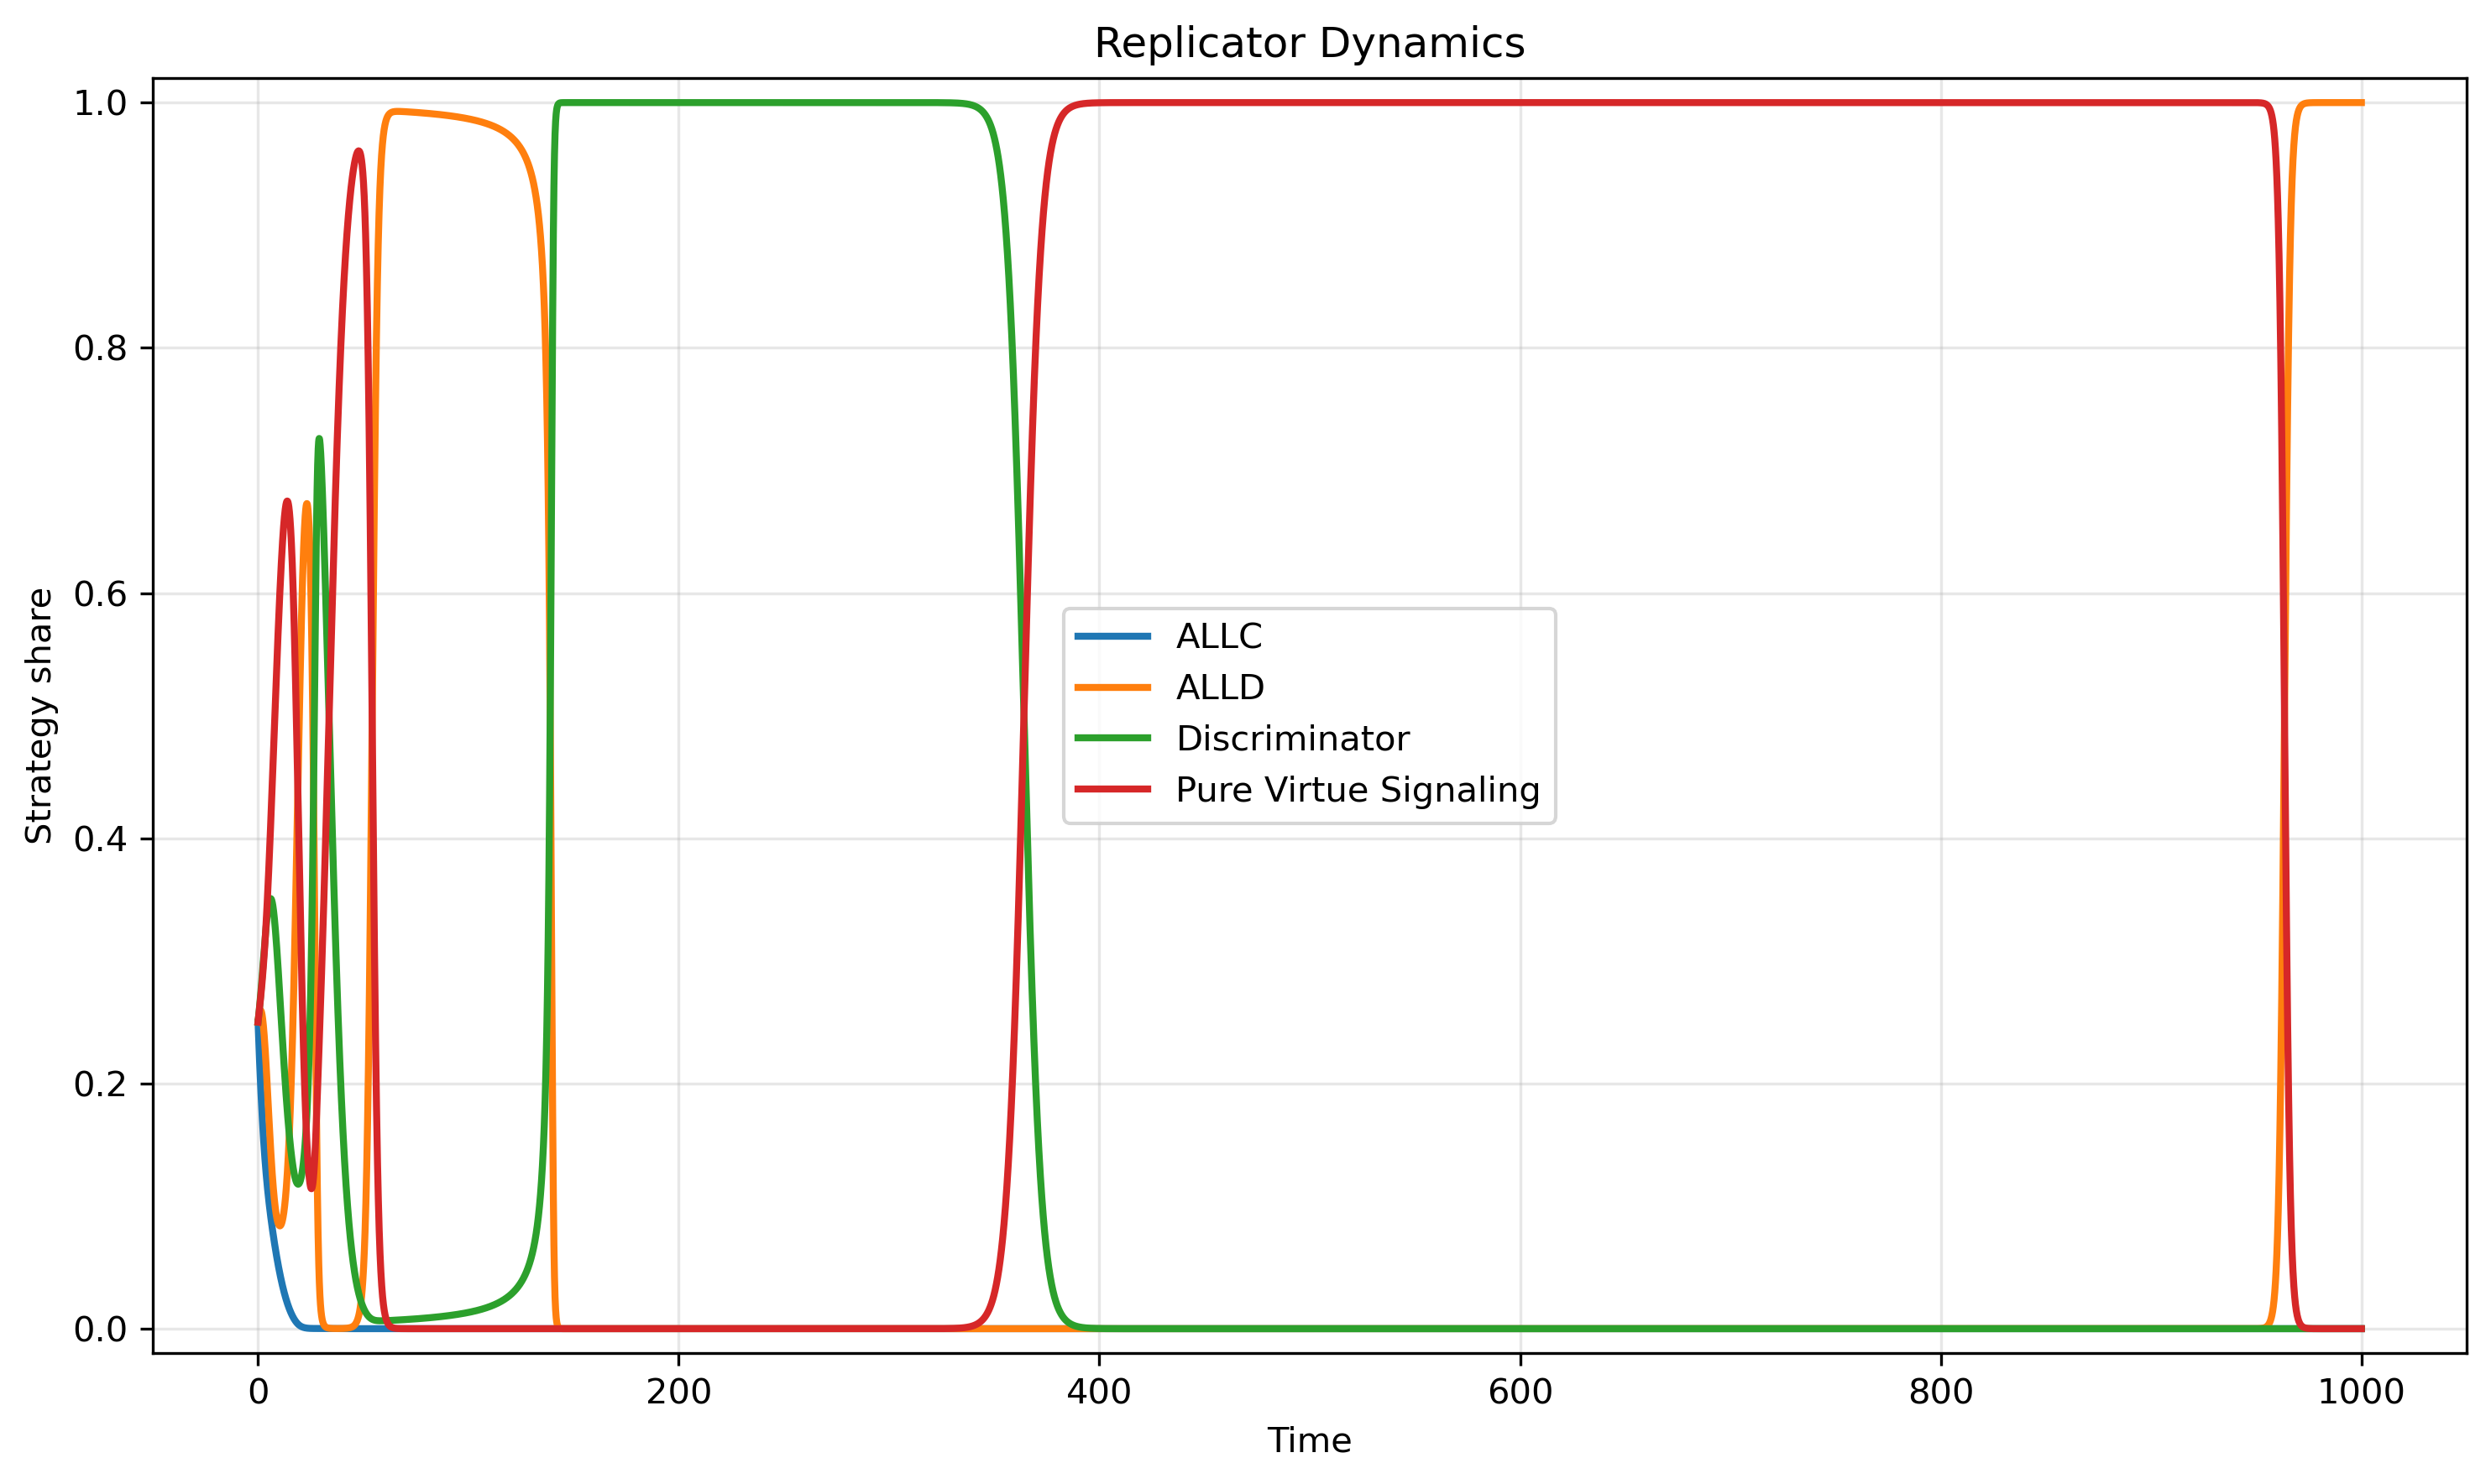 Replicator Dynamics
Strategy share
1.0
0.8
0.6
0.4
0.2
0.0
ALLC
ALLD
Discriminator
Pure Virtue Signaling
0 200 400 600 800 1000
Time